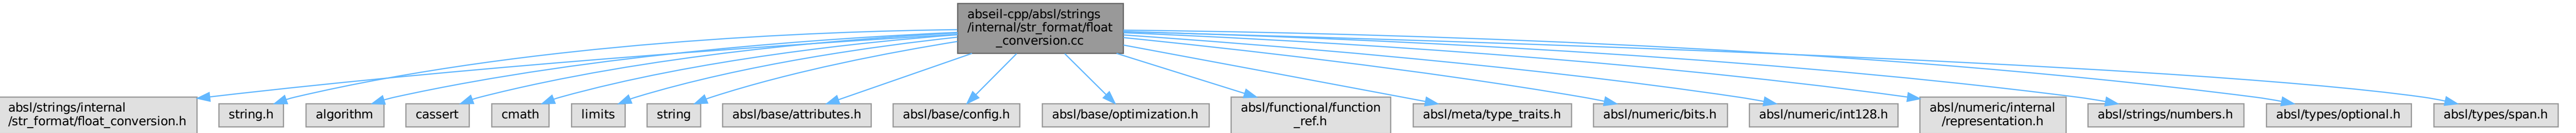 abseil-cpp/absl/strings
/internal/str_format/float
_conversion.cc
absl/strings/internal
/str_format/float_conversion.h
string.h
algorithm
cassert
cmath
limits
string
absl/base/attributes.h
absl/base/config.h
absl/base/optimization.h
absl/functional/function
_ref.h
absl/meta/type_traits.h
absl/numeric/bits.h
absl/numeric/int128.h
absl/numeric/internal
/representation.h
absl/strings/numbers.h
absl/types/optional.h
absl/types/span.h